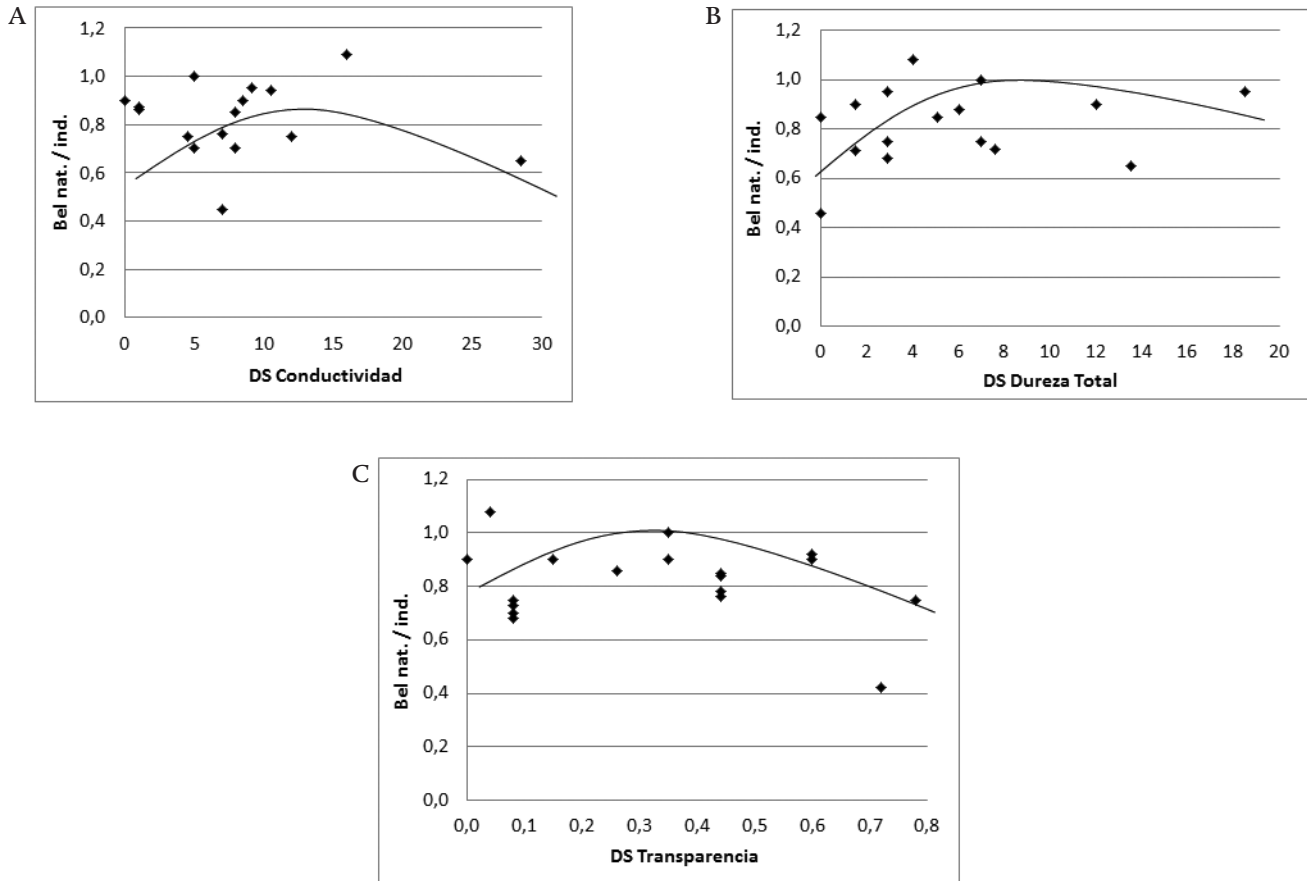 A
1,2
1,0
0,8
0,6
0,4
0,2
0,0
Bel nat. / ind.
0 5 10 15 20 25 30
DS Conductividad
B
1,2
1,0
0,8
0,6
0,4
0,2
0,0
Bel nat. / ind.
0 2 4 6 8 10 12 14 16 18 20
DS Dureza Total
C
1,2
1,0
0,8
0,6
0,4
0,2
0,0
Bel nat. / ind.
0,0 0,1 0,2 0,3 0,4 0,5 0,6 0,7 0,8
DS Transparencia